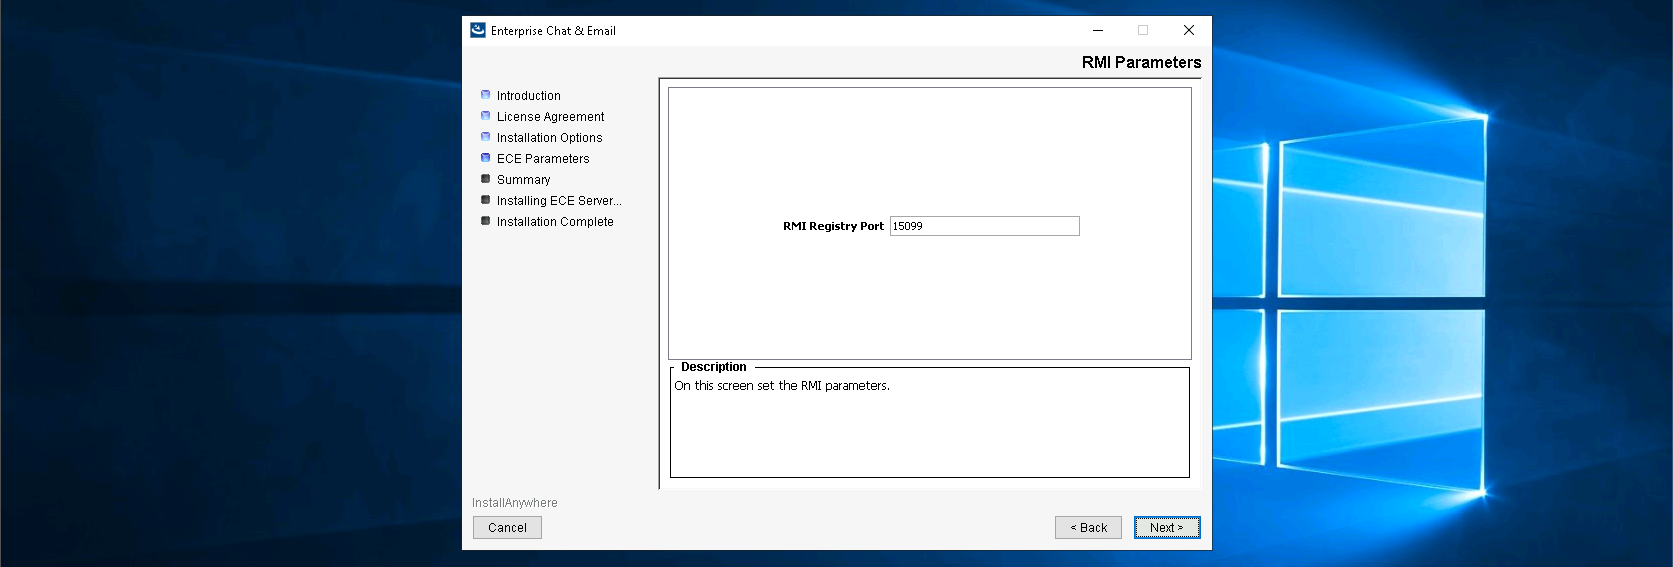 Enterprise Chat & Email
RMI Parameters
Introduction
License Agreement
Installation Options
ECE Parameters
Summary
Installing ECE Server...
Installation Complete
RMI Registry Port 15099
Description
On this screen set the RMI parameters.
InstallAnywhere
Cancel
< Back
Next >